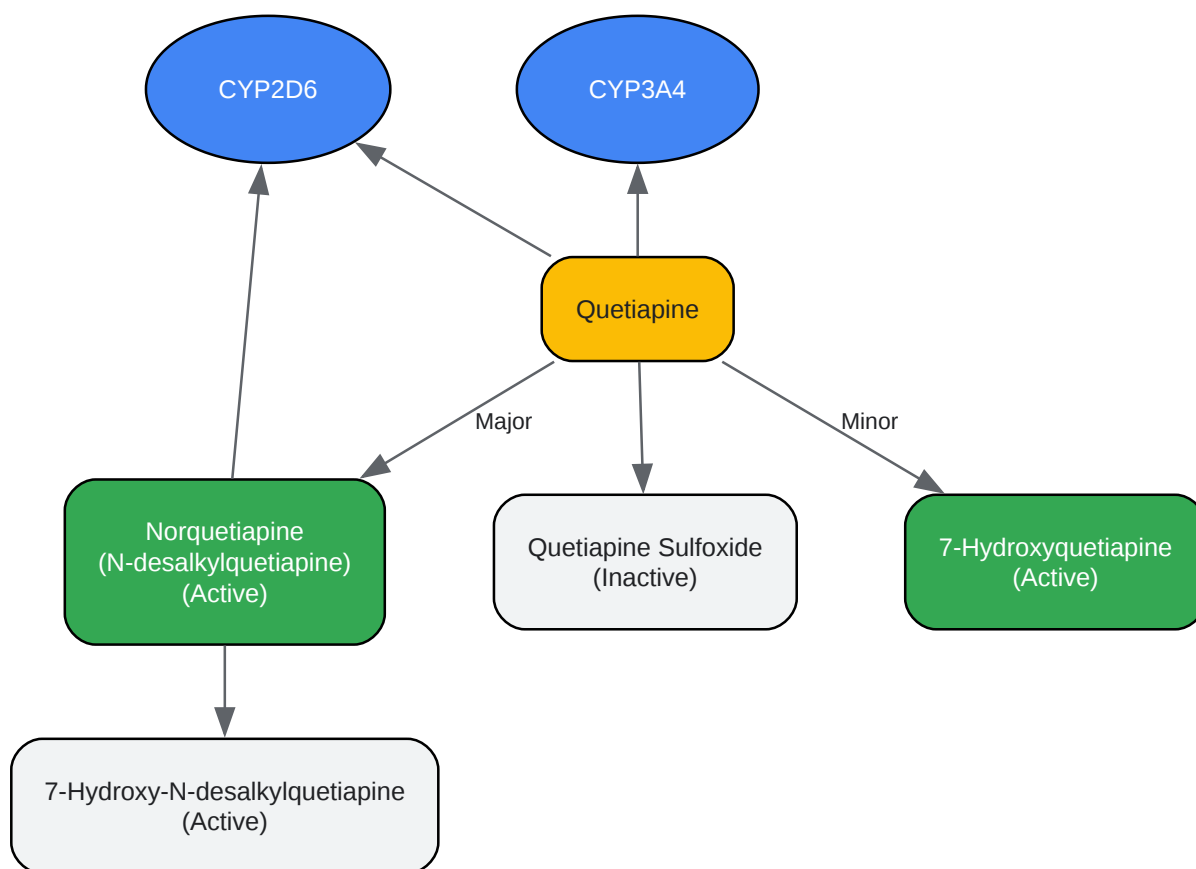 CYP2D6
CYP3A4
Quetiapine
Major
Minor
Norquetiapine
(N-desalkylquetiapine)
(Active)
Quetiapine Sulfoxide
(Inactive)
7-Hydroxyquetiapine
(Active)
7-Hydroxy-N-desalkylquetiapine
(Active)